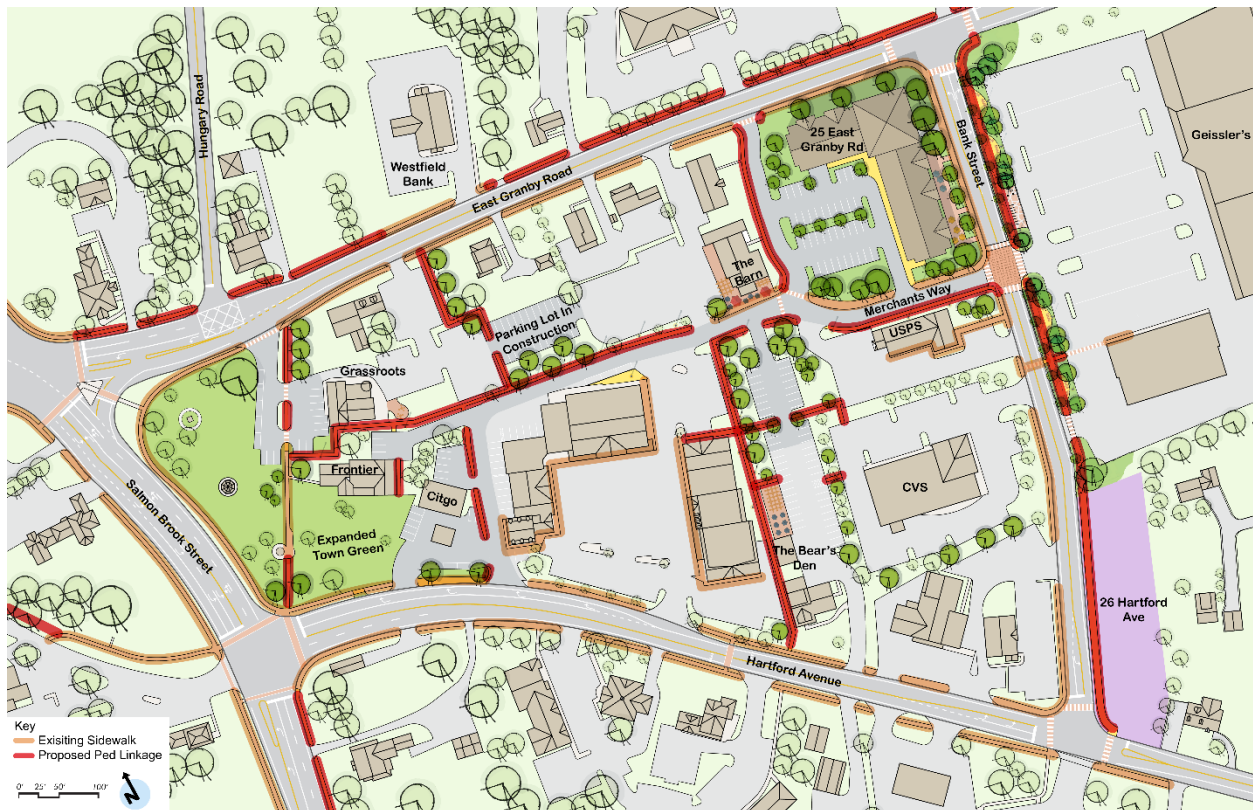 Hungary Road
Westfield
Bank
East Granby Road
25 East
Granby Rd
Bank Street
Geissler's
The
Barn
Merchants Way
USPS
Parking Lot In
Construction
Grassroots
Frontier
Citgo
CVS
Salmon Brook Street
Expanded
Town Green
The Bear's
Den
26 Hartford
Ave
Hartford Avenue
Key
Exisiting Sidewalk
Proposed Ped Linkage
0' 25' 50' 100'
N